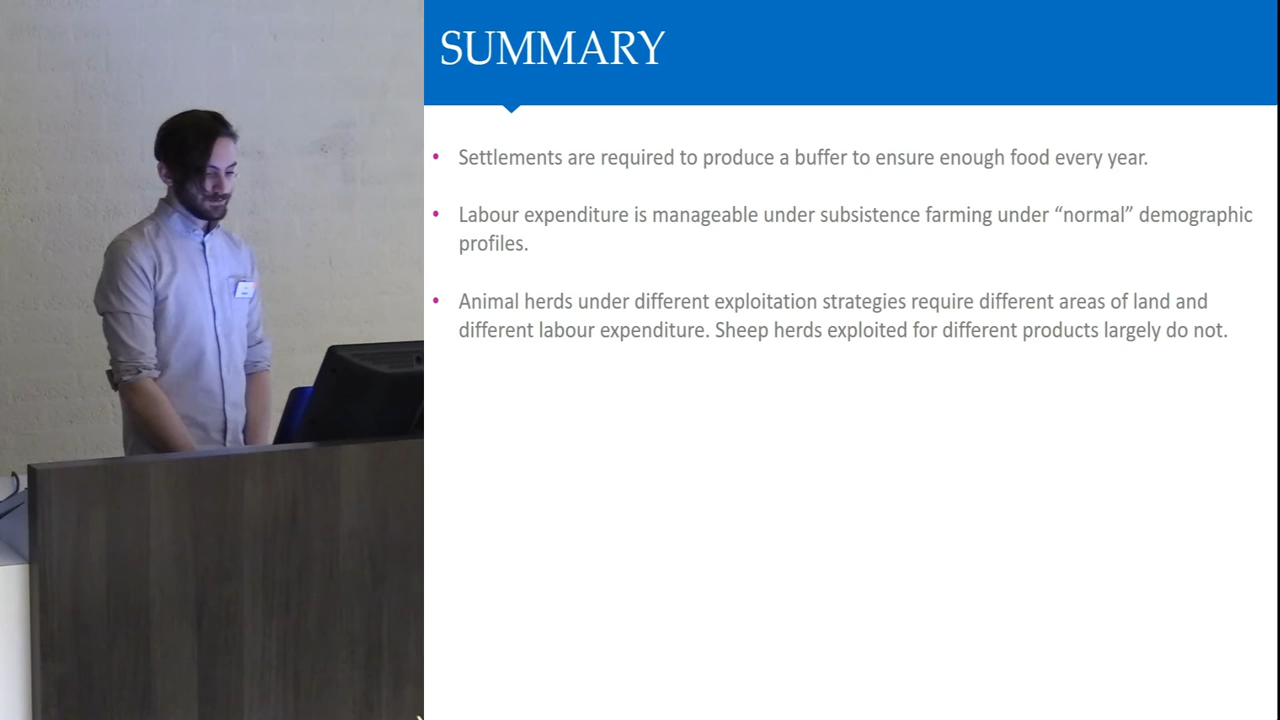 SUMMARY
• Settlements are required to produce a buffer to ensure enough food every year.
• Labour expenditure is manageable under subsistence farming under “normal” demographic
profiles.
• Animal herds under different exploitation strategies require different areas of land and
different labour expenditure. Sheep herds exploited for different products largely do not.